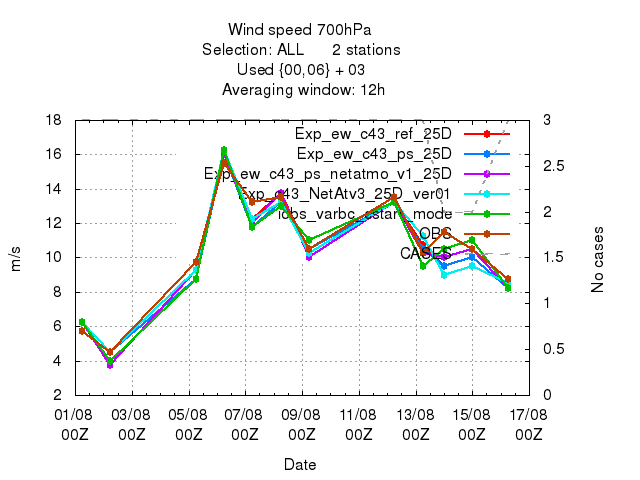 Wind speed 700hPa
Selection: ALL 2 stations
Used {00,06} + 03
Averaging window: 12h
18
16
14
12
10
8
6
4
2
m/s
3
2.5
2
1.5
1
0.5
0
No cases
Exp_ew_c43_ref_25D
Exp_ew_c43_ps_25D
Exp_ew_c43_ps_netatmo_v1_25D
Exp_c43_NetAtv3_25D_ver01
OBS
CASES
01/08 03/08 05/08 07/08 09/08 11/08 13/08 15/08 17/08
00Z 00Z 00Z 00Z 00Z 00Z 00Z 00Z 00Z
Date